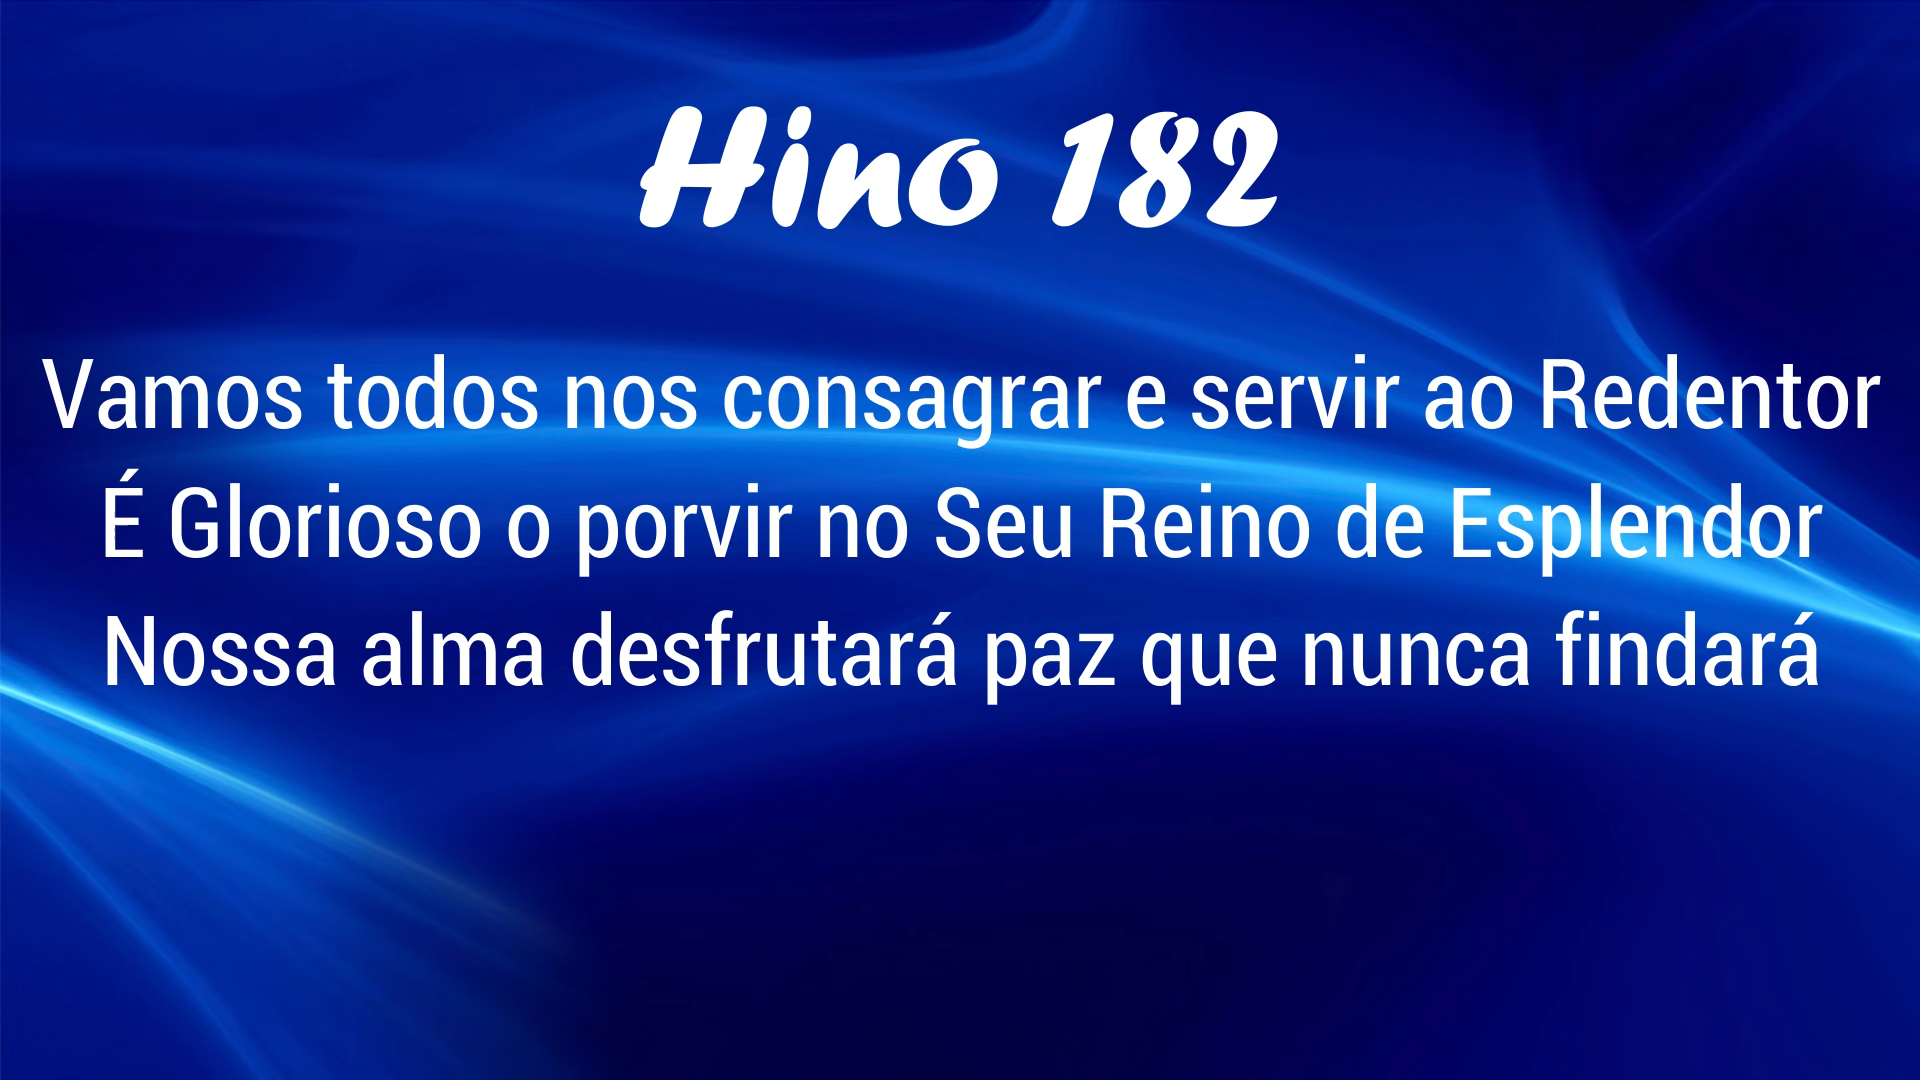 Hino 182
Vamos todos nos consagrar e servir ao Redentor
É Glorioso o porvir no Seu Reino de Esplendor
Nossa alma desfrutará paz que nunca findará